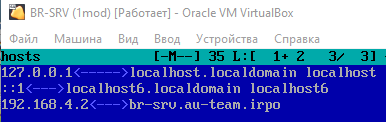 BR-SRV (1mod) [Работает] - Oracle VM VirtualBox
Файл Машина Вид Ввод Устройства Справка
hosts [-M--] 35 L:[ 1+ 2 3/ 3]
127.0.0.1<----->localhost.localdomain localhost
::1<--->localhost6.localdomain localhost6
192.168.4.2<--->br-srv.au-team.irpo